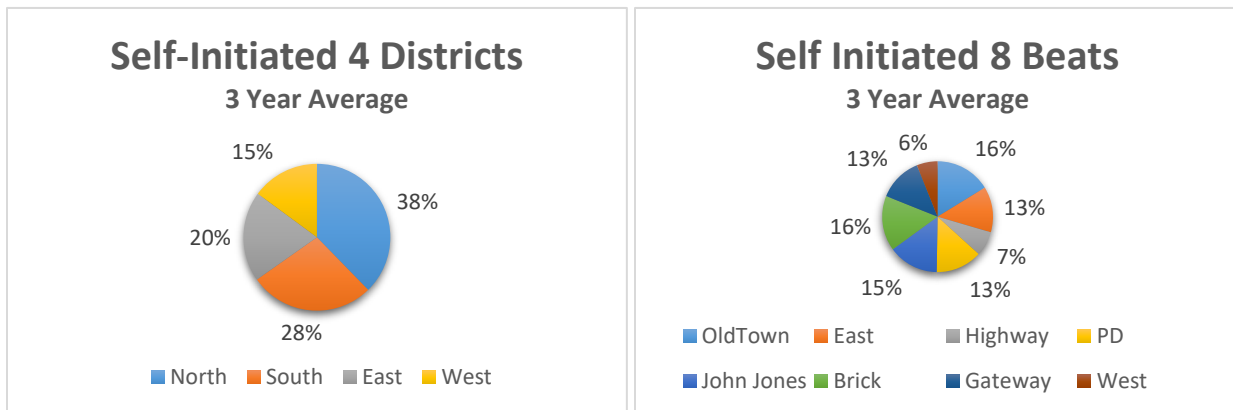 Self-Initiated 4 Districts
3 Year Average
15%
38%
20%
28%
North South East West
Self Initiated 8 Beats
3 Year Average
6%
16%
13%
13%
16%
7%
15%
13%
OldTown East Highway PD
John Jones Brick Gateway West